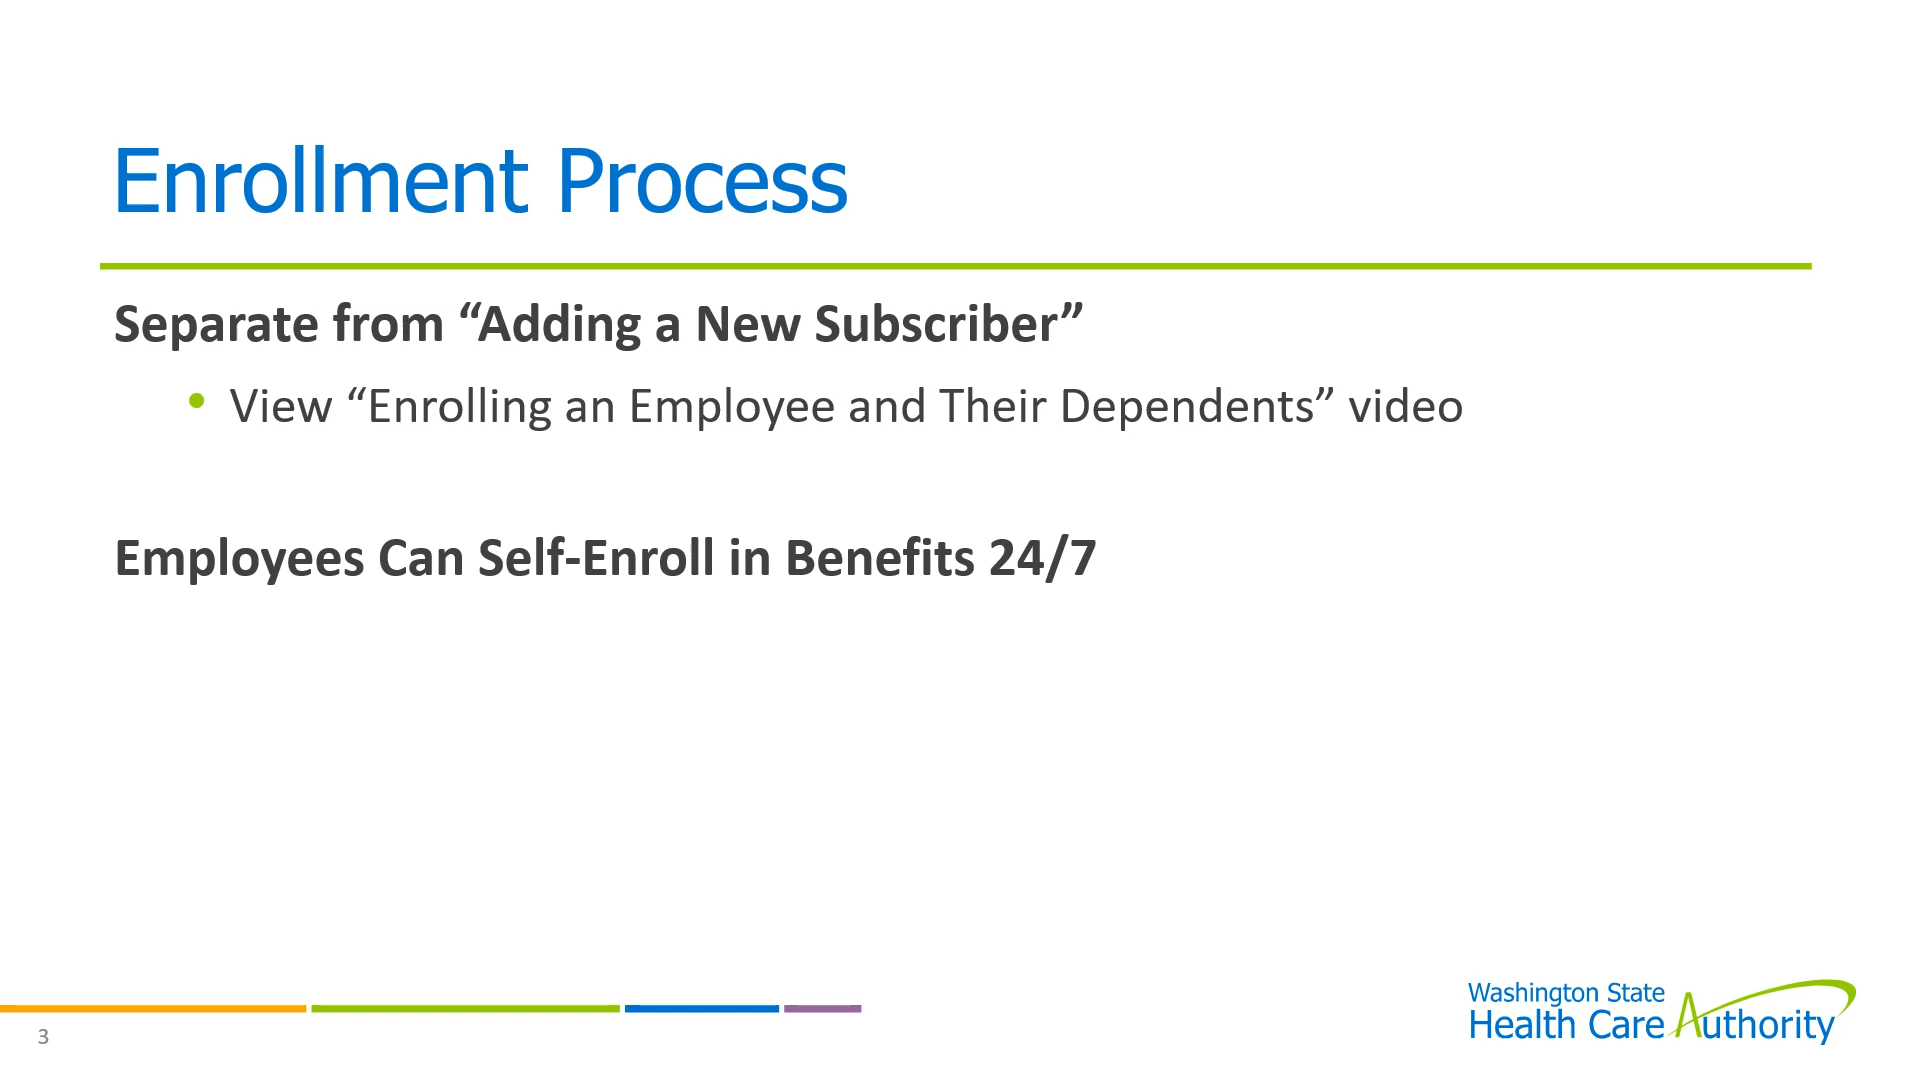 Enrollment Process
Separate from “Adding a New Subscriber”
• View “Enrolling an Employee and Their Dependents” video
Employees Can Self-Enroll in Benefits 24/7
3
Washington State
Health Care Authority